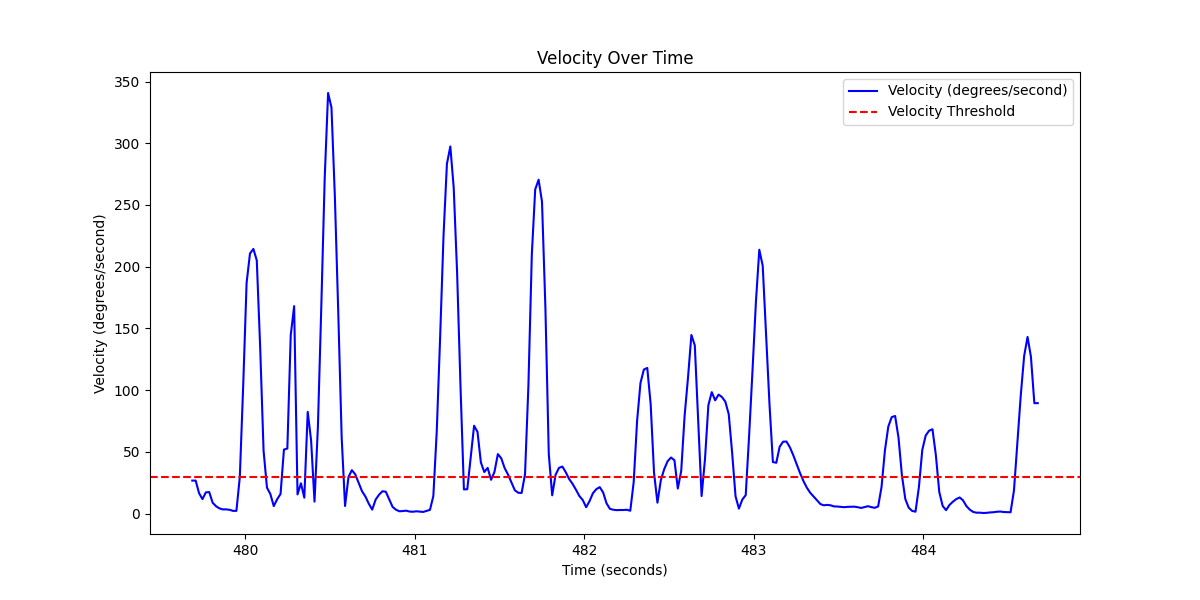 Velocity Over Time
Velocity (degrees/second)
Velocity Threshold
350
300
250
200
150
100
50
0
Velocity (degrees/second)
480
481
482
483
484
Time (seconds)